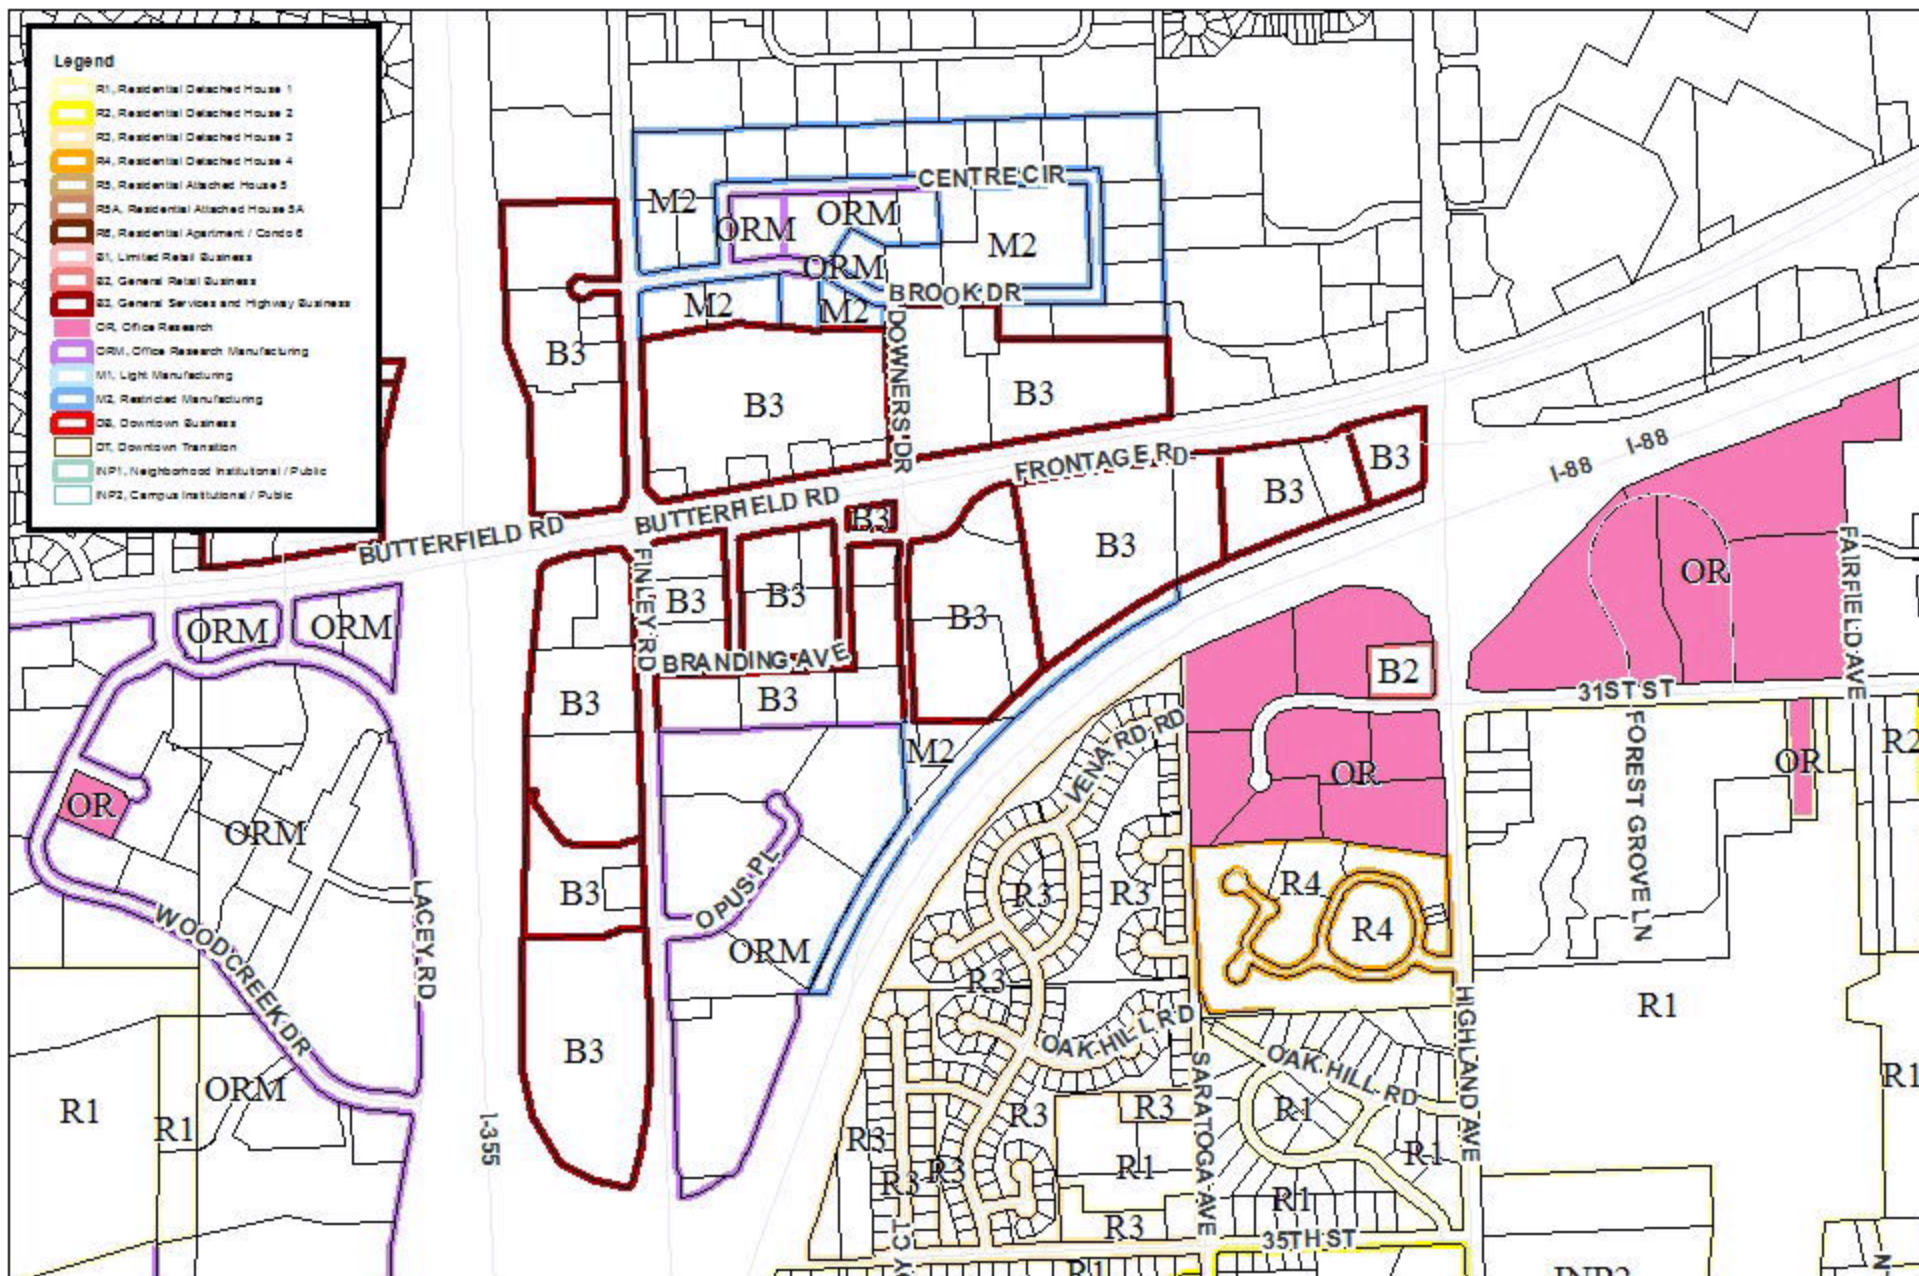 Legend
R1, Residential Detached House 1
R2, Residential Detached House 2
R3, Residential Detached House 3
R4, Residential Detached House 4
R5, Residential Attached House 5
R5A, Residential Attached House 5A
R6, Residential Apartment / Condo 6
B1, Limited Retail Business
B2, General Retail Business
B3, General Services and Highway Business
OR, Office Research
ORM, Office Research Manufacturing
M1, Light Manufacturing
M2, Restricted Manufacturing
DB, Downtown Business
DT, Downtown Transition
INP1, Neighborhood Institutional / Public
INP2, Campus Institutional / Public
CENTRE CIR
M2
ORM
ORM
M2
ORM
BROOK DR
M2
M2
DOWNERS DR
B3
B3
B3
I-88
I-88
FRONTAGE RD
B3
B3
BUTTERFIELD RD
BUTTERFIELD RD
B3
B3
FINLEY RD
B3
B3
B3
OR
FAIRFIELD AVE
ORM
ORM
BRANDING AVE
B3
B3
B2
31ST ST
FOREST GROVE LN
M2
VENARD RD
RD
OR
OR
R2
OR
ORM
OPUS PL
B3
R3
R3
R4
R4
LACEY RD
WOODCREEK DR
ORM
R3
OAK HILL RD
HIGHLAND AVE
R1
B3
ORM
R1
R1
I-355
SARATOGA AVE
OAK HILL RD
R1
R1
R3
R3
R3
R3
R3
R1
R1
R1
R3
35TH ST
R1
INP2